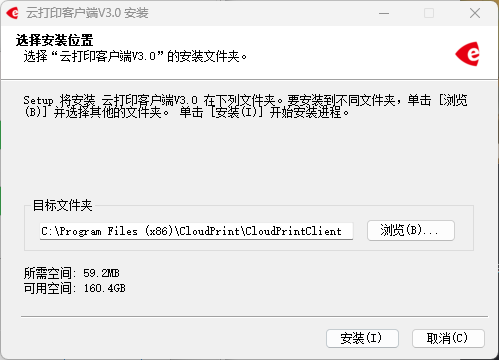 云打印客户端V3.0 安装
选择安装位置
选择“云打印客户端V3.0”的安装文件夹。
Setup 将安装 云打印客户端V3.0 在下列文件夹。要安装到不同文件夹，单击 [浏览
(B)] 并选择其他的文件夹。 单击 [安装(I)] 开始安装进程。
目标文件夹
C:\Program Files (x86)\CloudPrint\CloudPrintClient
浏览(B)...
所需空间: 59.2MB
可用空间: 160.4GB
安装(I)
取消(C)